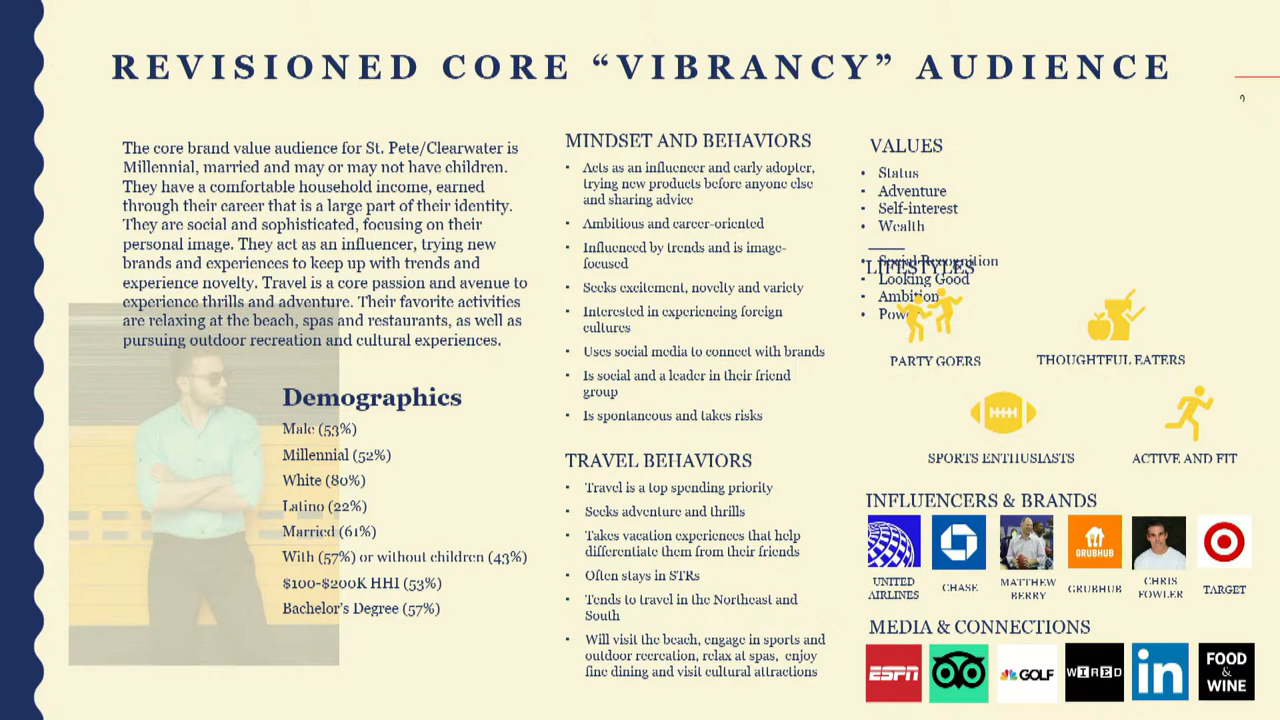 REVISIONED CORE “VIBRANCY” AUDIENCE
The core brand value audience for St. Pete/Clearwater is
Millennial, married and may or may not have children.
They have a comfortable household income, earned
through their career that is a large part of their identity.
They are social and sophisticated, focusing on their
personal image. They act as an influencer, trying new
brands and experiences to keep up with trends and
experience novelty. Travel is a core passion and avenue to
experience thrills and adventure. Their favorite activities
are relaxing at the beach, spas and restaurants, as well as
pursuing outdoor recreation and cultural experiences.
Demographics
Male (53%)
Millennial (52%)
White (80%)
Latino (22%)
Married (61%)
With (57%) or without children (43%)
$100-$200K HHI (53%)
Bachelor’s Degree (57%)
MINDSET AND BEHAVIORS
• Acts as an influencer and early adopter,
trying new products before anyone else
and sharing advice
• Ambitious and career-oriented
• Influenced by trends and is image-
focused
• Seeks excitement, novelty and variety
• Interested in experiencing foreign
cultures
• Uses social media to connect with brands
• Is social and a leader in their friend
group
• Is spontaneous and takes risks
TRAVEL BEHAVIORS
• Travel is a top spending priority
• Seeks adventure and thrills
• Takes vacation experiences that help
differentiate them from their friends
• Often stays in STRs
• Tends to travel in the Northeast and
South
• Will visit the beach, engage in sports and
outdoor recreation, relax at spas, enjoy
fine dining and visit cultural attractions
VALUES
• Status
• Adventure
• Self-interest
• Wealth
• Social Recognition
LIFESTYLES
• Looking Good
• Ambition
• Power
PARTY GOERS
THOUGHTFUL EATERS
SPORTS ENTHUSIASTS
ACTIVE AND FIT
INFLUENCERS & BRANDS
GRUBHUB
UNITED
AIRLINES
CHASE
MATTHEW
BERRY
GRUBHUB
CHRIS
FOWLER
TARGET
MEDIA & CONNECTIONS
ESPN
GOLF
WIRED
in
FOOD
&
WINE